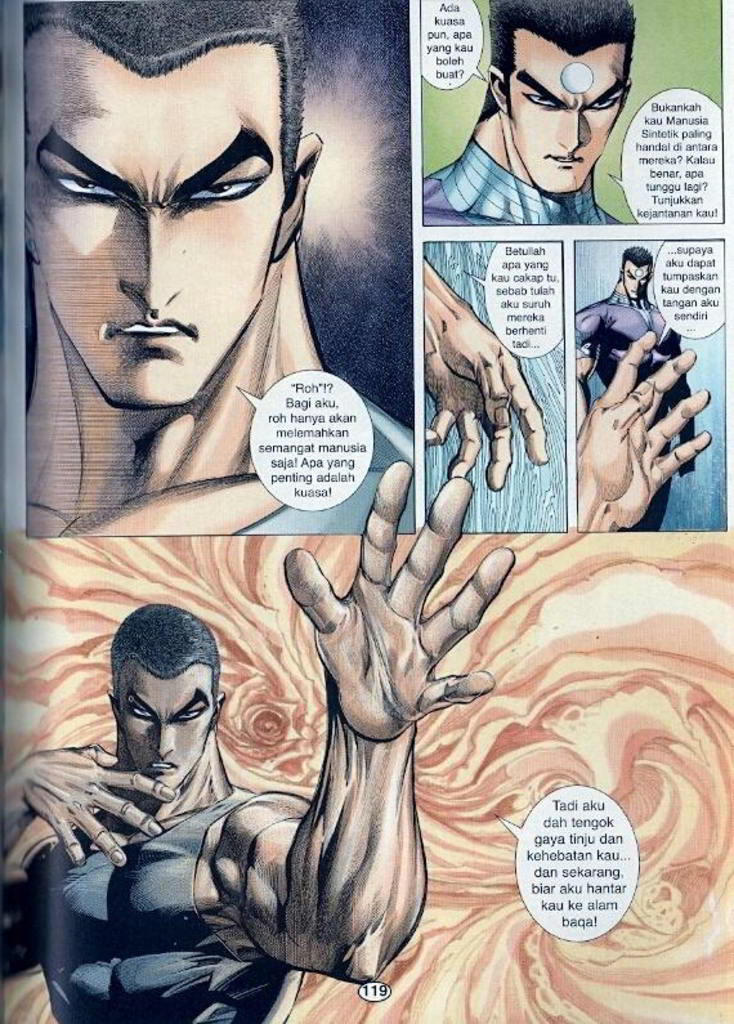 "Roh"!?
Bagi aku,
roh hanya akan
melemahkan
semangat manusia
saja! Apa yang
penting adalah
kuasa!
Ada
kuasa
pun, apa
yang kau
boleh
buat?
Bukankah
kau Manusia
Sintetik paling
handal di antara
mereka? Kalau
benar, apa
tunggu lagi?
Tunjukkan
kejantanan kau!
Betullah
apa yang
kau cakap tu,
sebab tulah
aku suruh
mereka
berhenti
tadi...
...supaya
aku dapat
tumpaskan
kau dengan
tangan aku
sendiri
...
Tadi aku
dah tengok
gaya tinju dan
kehebatan kau...
dan sekarang,
biar aku hantar
kau ke alam
baqa!
119